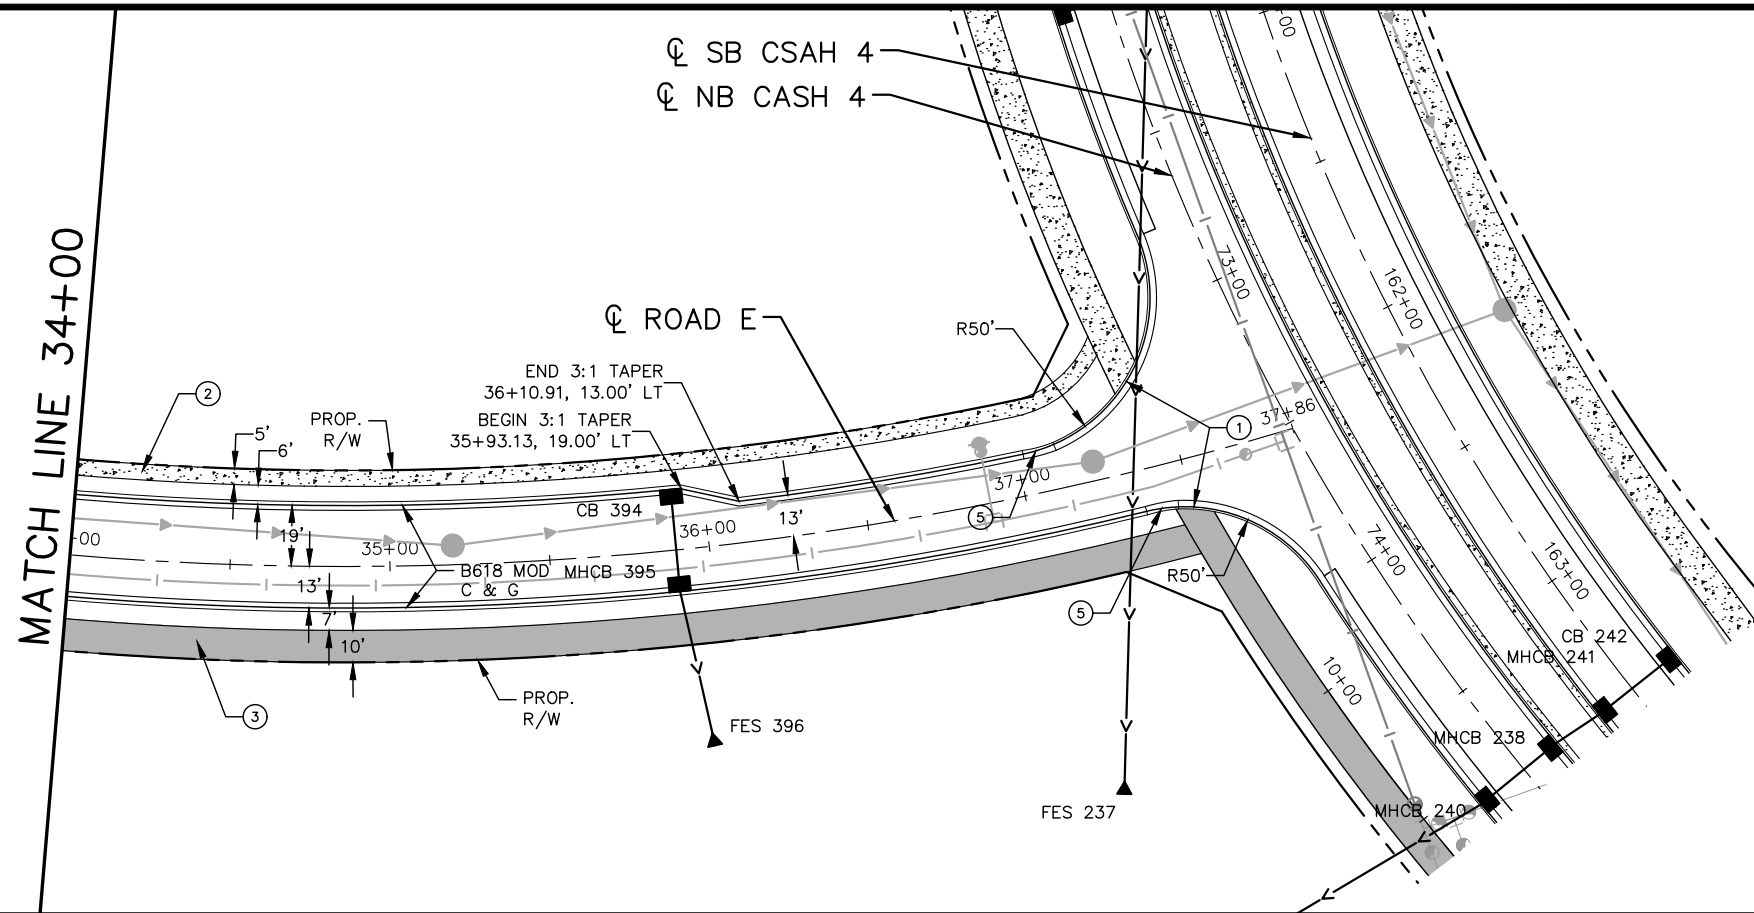 ℄ SB CSAH 4
℄ NB CASH 4
00
MATCH LINE 34+00
℄ ROAD E
R50'
73+00
162+00
END 3:1 TAPER
36+10.91, 13.00' LT
BEGIN 3:1 TAPER
35+93.13, 19.00' LT
2
PROP.
R/W
5'
6'
1
37+86
CB 394
37+00
5
13'
36+00
19'
-00
35+00
B618 MOD
C & G
MHCB 395
13'
7'
10'
R50'
5
74+00
163+00
3
PROP.
R/W
FES 396
FES 237
10+00
CB 242
MHCB 241
MHCB 238
MHCB 240